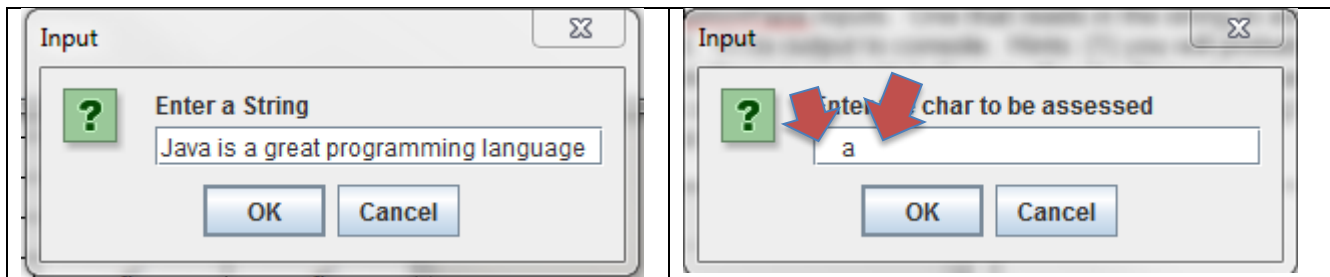 Input
Enter a String
Java is a great programming language
OK
Cancel
Input
char to be assessed
a
OK
Cancel